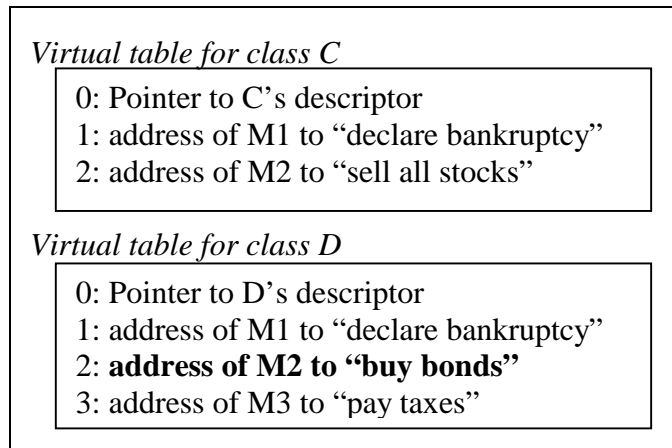 Virtual table for class C
0: Pointer to C’s descriptor
1: address of M1 to “declare bankruptcy”
2: address of M2 to “sell all stocks”
Virtual table for class D
0: Pointer to D’s descriptor
1: address of M1 to “declare bankruptcy”
2: address of M2 to “buy bonds”
3: address of M3 to “pay taxes”